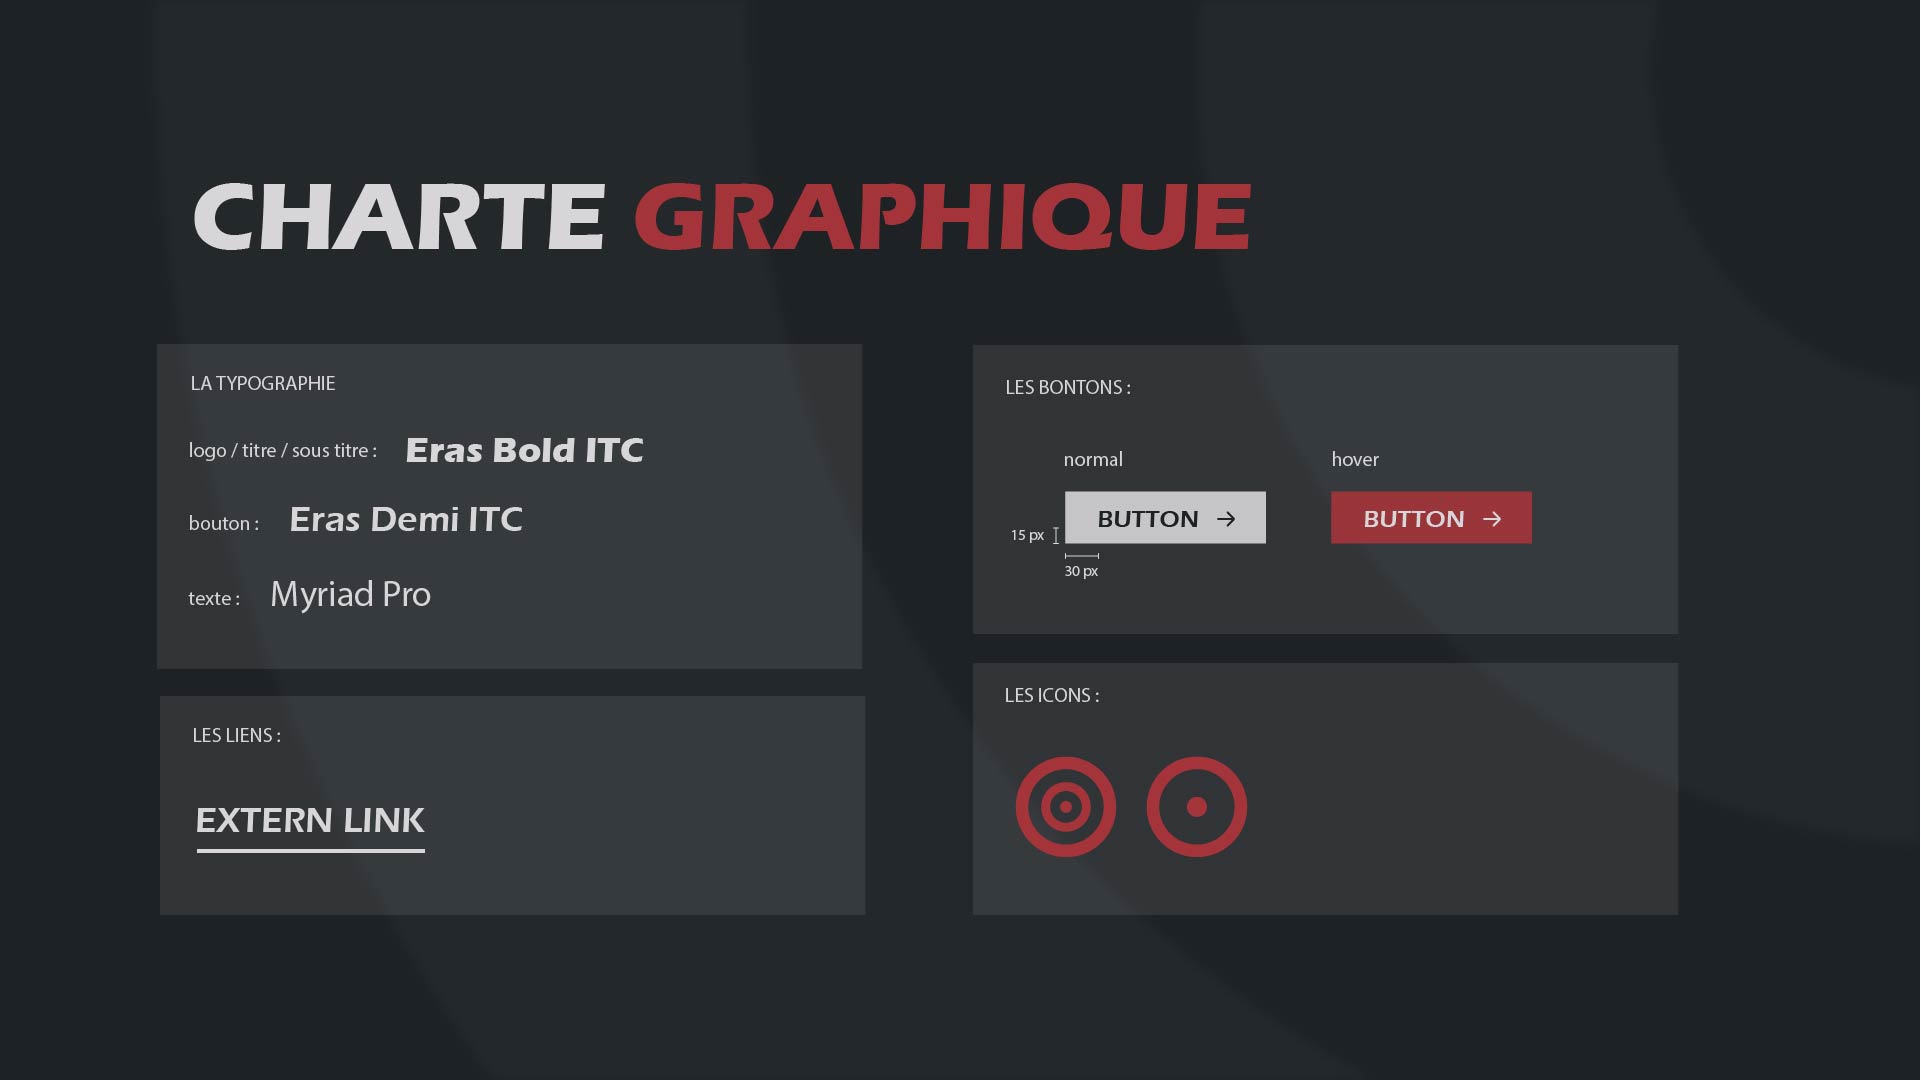 CHARTE GRAPHIQUE
LA TYPOGRAPHIE
logo / titre / sous titre : Eras Bold ITC
bouton : Eras Demi ITC
texte : Myriad Pro
LES LIENS :
EXTERN LINK
LES BONTONS :
normal hover
BUTTON → BUTTON →
15 px
30 px
LES ICONS :